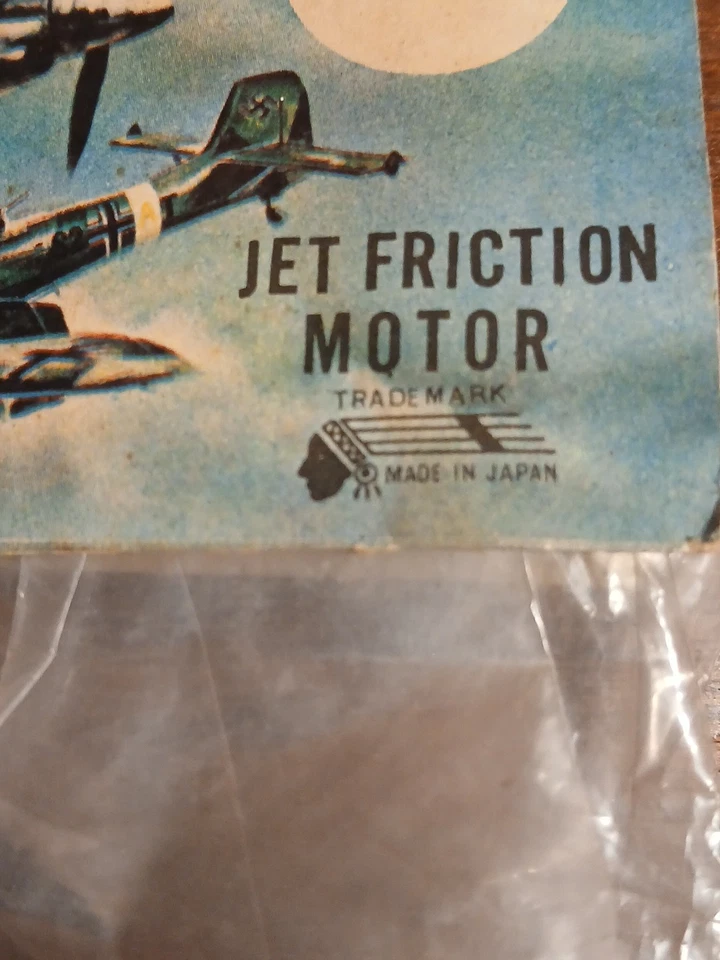 JET FRICTION
MOTOR
TRADEMARK
MADE IN JAPAN